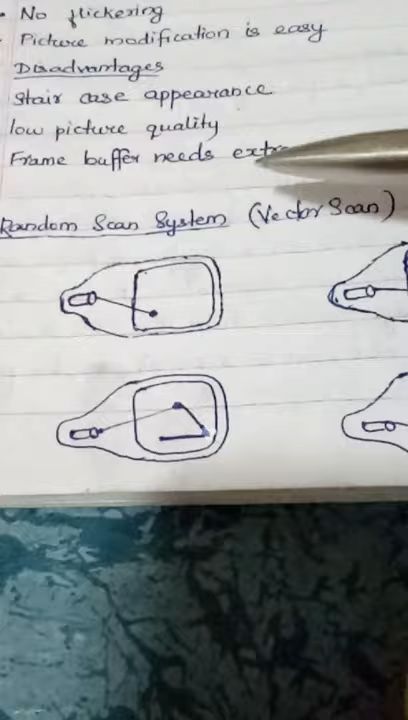 No flickering
Picture modification is easy
Disadvantages
Stair case appearance
low picture quality
Frame buffer needs
Random Scan System (Vector Scan)